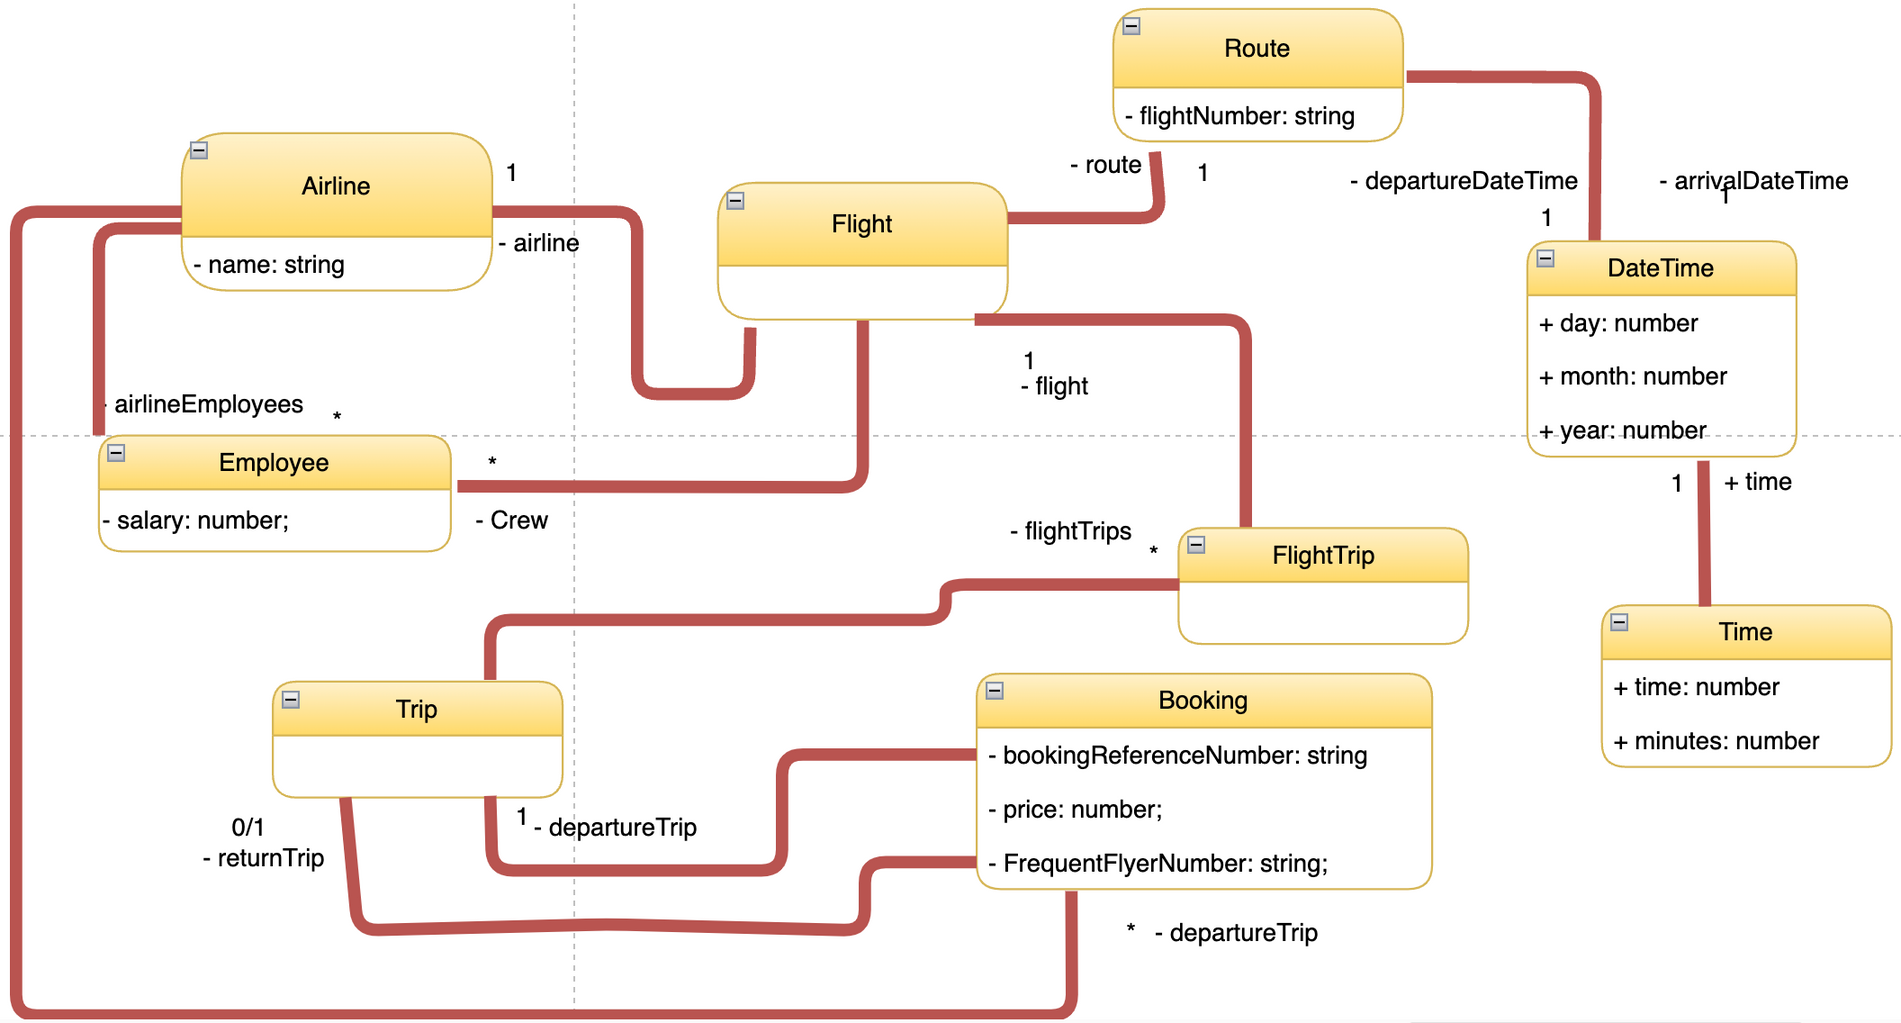 Route
- flightNumber: string
- route
1
- departureDateTime
1
- arrivalDateTime
1
Airline
- name: string
1
- airline
Flight
DateTime
+ day: number
+ month: number
+ year: number
1
- flight
- airlineEmployees
*
Employee
- salary: number;
*
- Crew
1
+ time
- flightTrips
*
FlightTrip
Time
+ time: number
+ minutes: number
Trip
Booking
- bookingReferenceNumber: string
- price: number;
- FrequentFlyerNumber: string;
0/1
- returnTrip
1
- departureTrip
*
- departureTrip